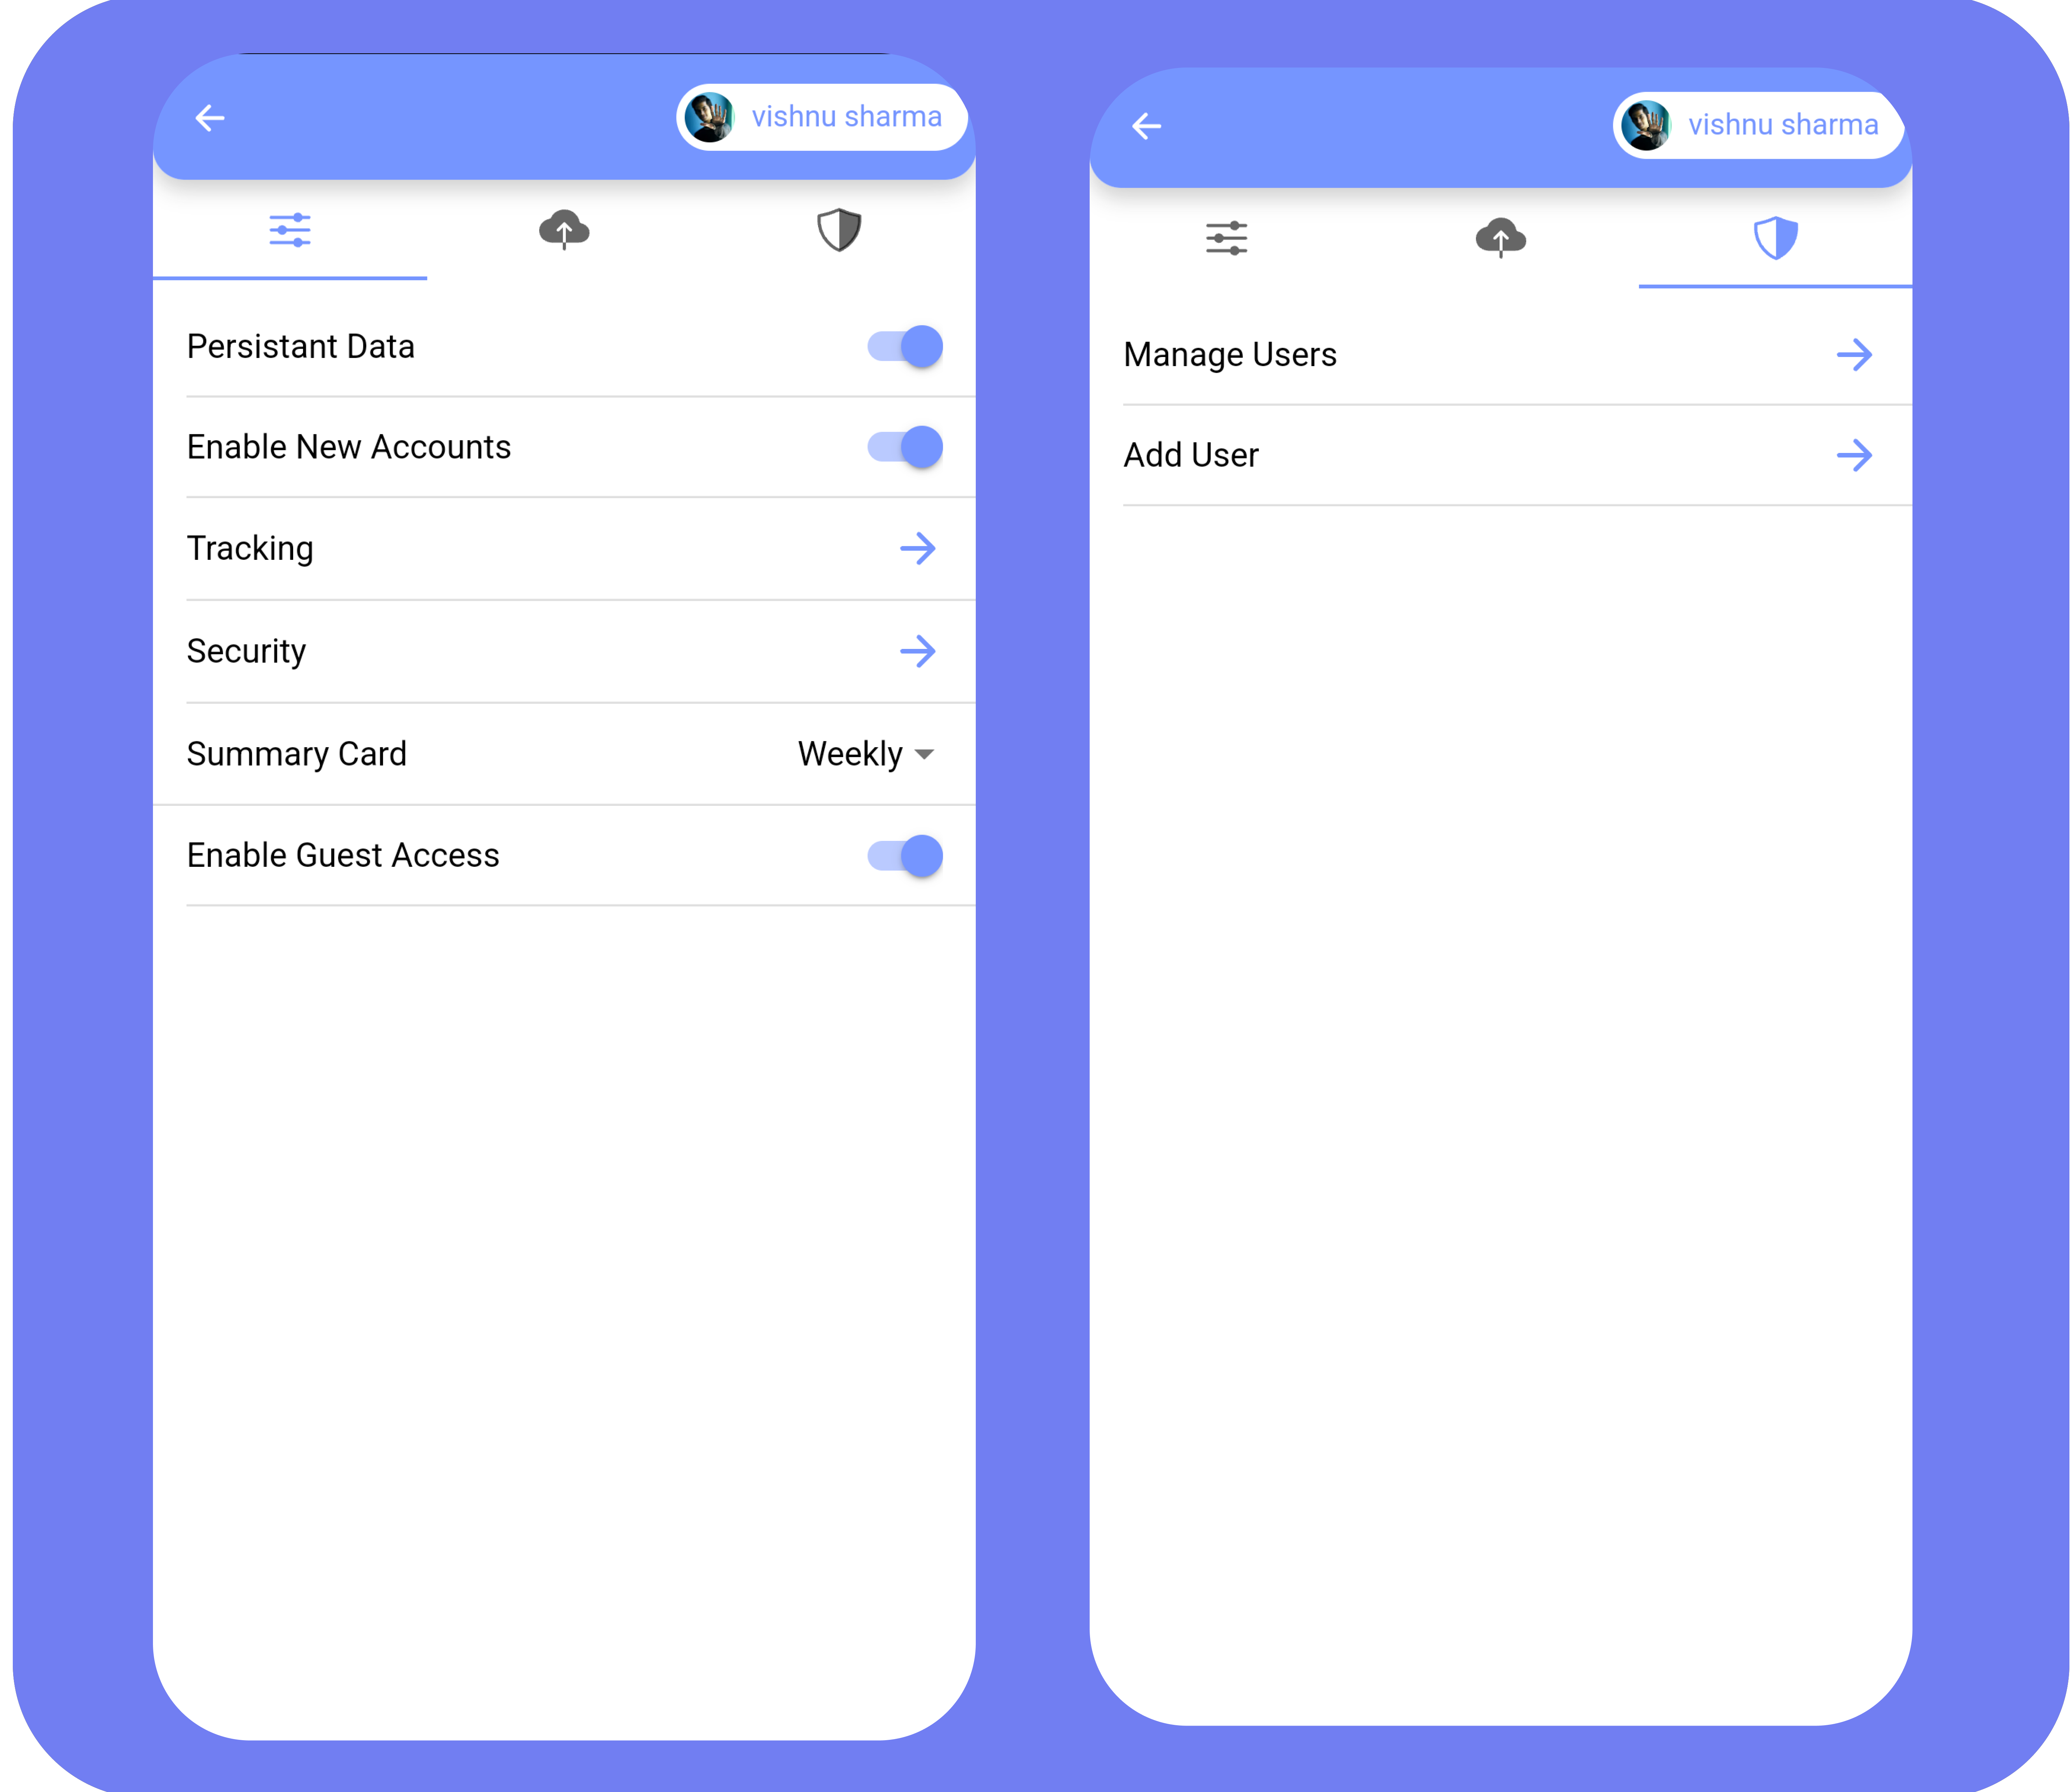 vishnu sharma
Persistant Data
Enable New Accounts
Tracking
Security
Summary Card Weekly
Enable Guest Access
vishnu sharma
Manage Users
Add User